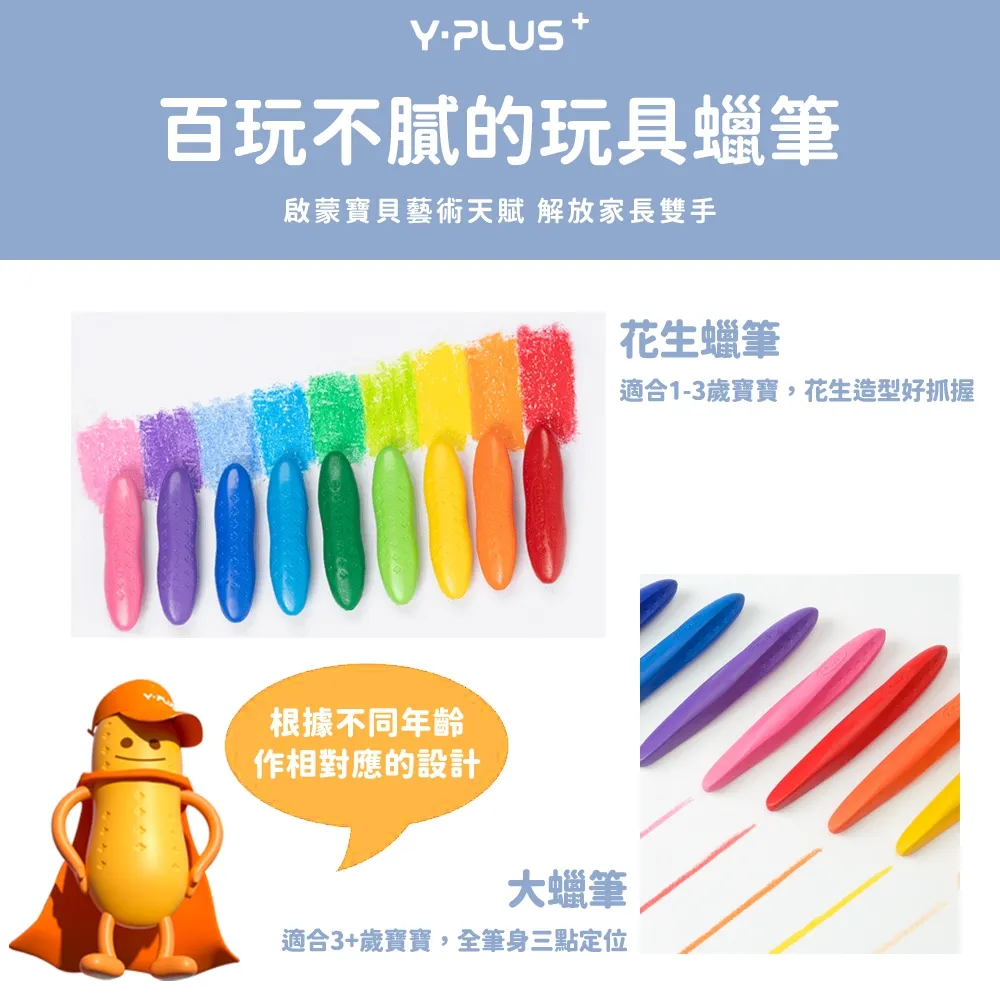 Y·PLUS+
百玩不膩的玩具蠟筆
啟蒙寶貝藝術天賦 解放家長雙手
花生蠟筆
適合1-3歲寶寶，花生造型好抓握
Y·PLUS
根據不同年齡
作相對應的設計
大蠟筆
適合3+歲寶寶，全筆身三點定位